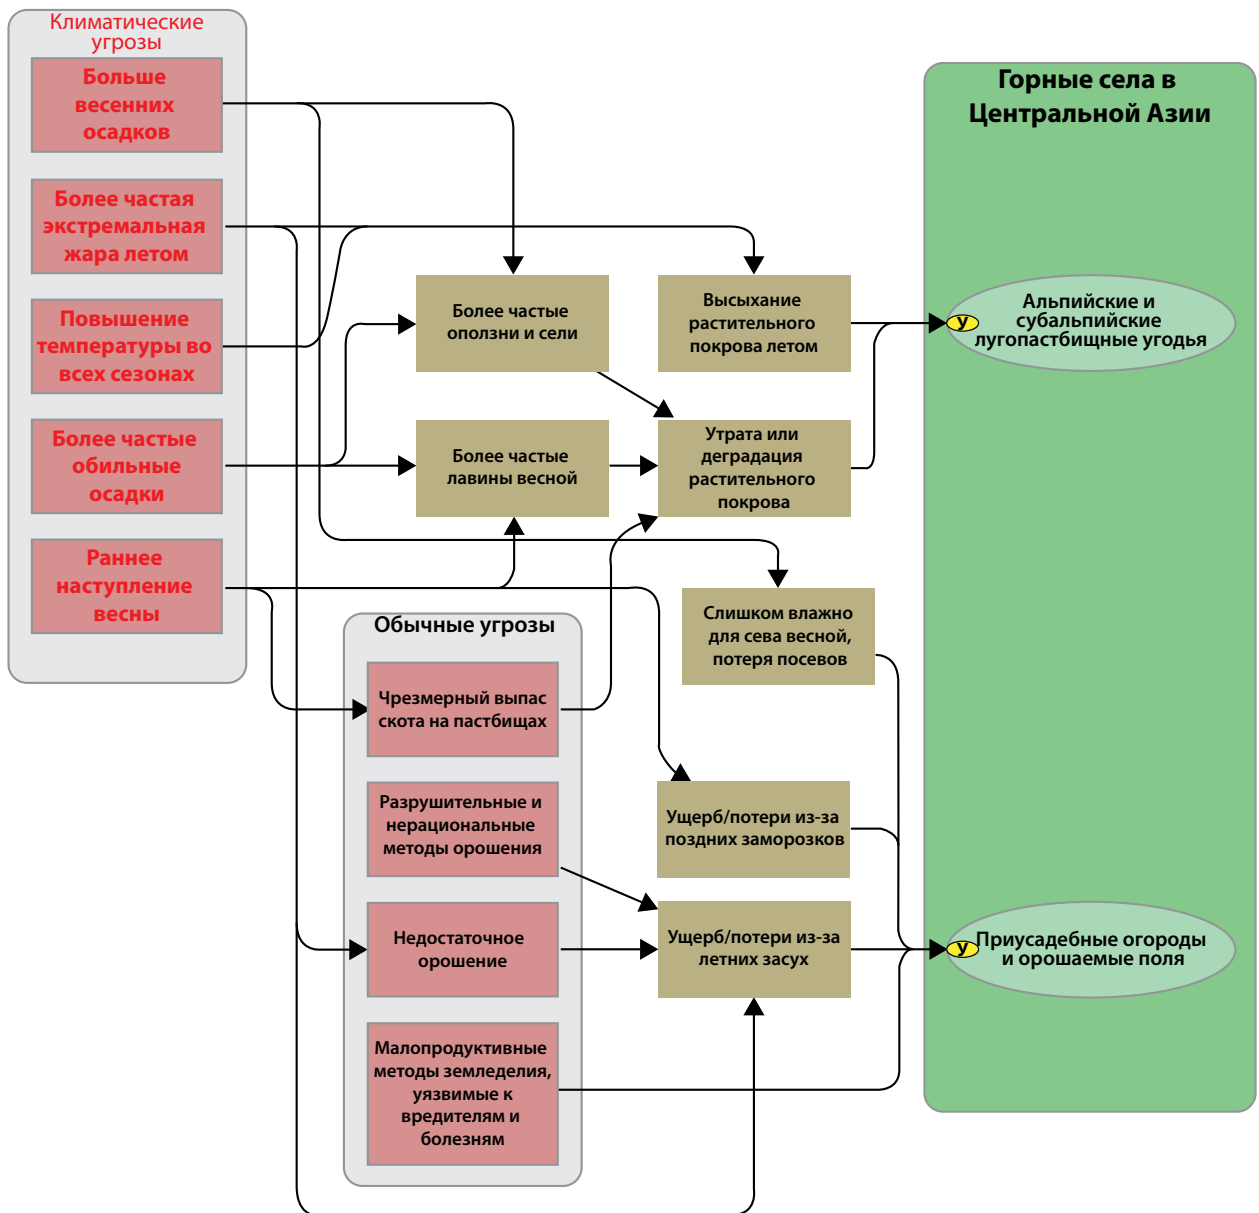 Климатические
угрозы
Больше
весенних
осадков
Более частая
экстремальная
жара летом
Повышение
температуры во
всех сезонах
Более частые
обильные
осадки
Раннее
наступление
весны
Обычные угрозы
Чрезмерный выпас
скота на пастбищах
Разрушительные и
нерациональные
методы орошения
Недостаточное
орошение
Малопродуктивные
методы земледелия,
уязвимые к
вредителям и
болезням
Более частые
оползни и сели
Более частые
лавины весной
Высыхание
растительного
покрова летом
Утрата или
деградация
растительного
покрова
Слишком влажно
для сева весной,
потеря посевов
Ущерб/потери из-за
поздних заморозков
Ущерб/потери из-за
летних засух
Горные села в
Центральной Азии
У
Альпийские и
субальпийские
лугопастбищные угодья
У
Приусадебные огороды
и орошаемые поля